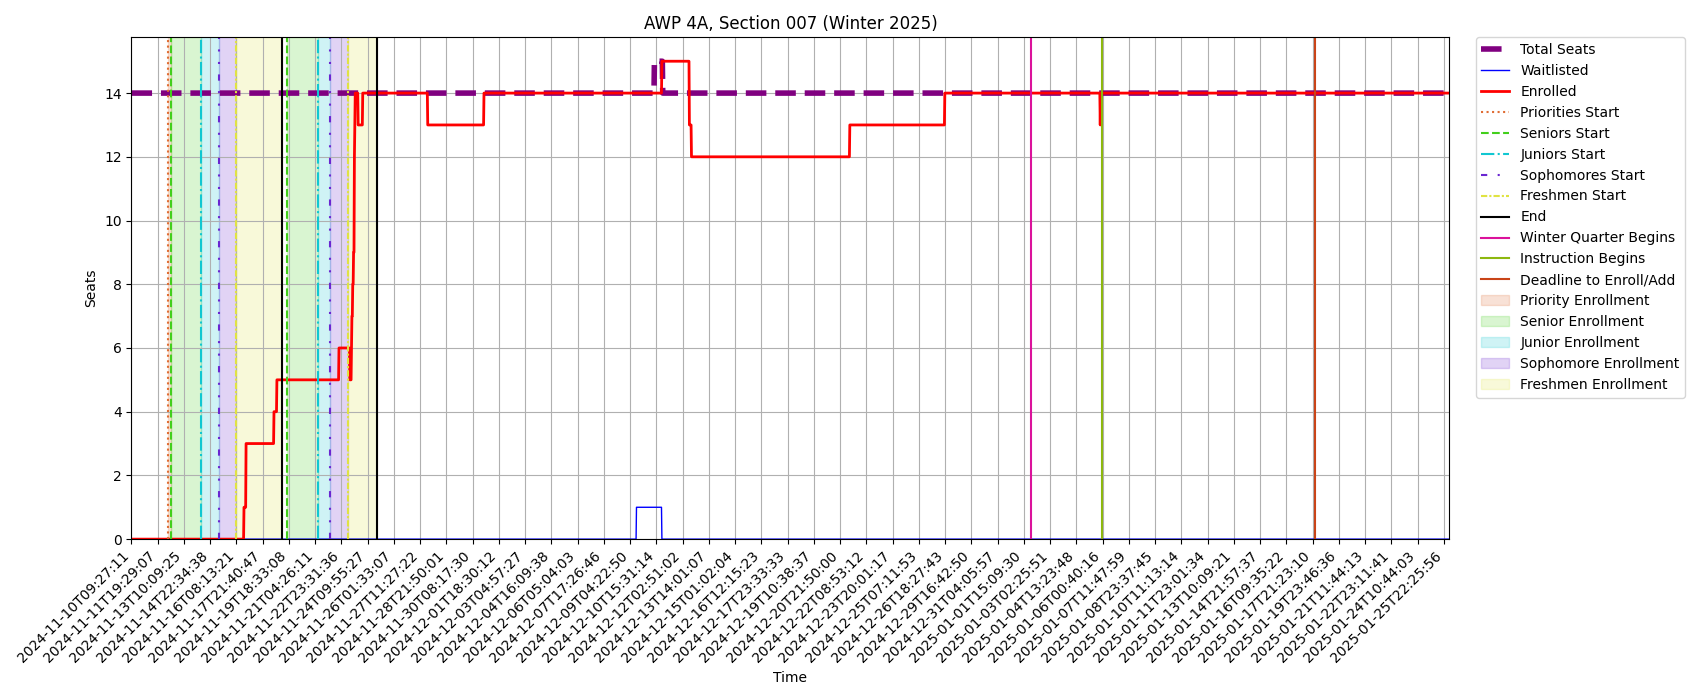 AWP 4A, Section 007 (Winter 2025)
Total Seats
Waitlisted
Enrolled
Priorities Start
Seniors Start
Juniors Start
Sophomores Start
Freshmen Start
End
Winter Quarter Begins
Instruction Begins
Deadline to Enroll/Add
Priority Enrollment
Senior Enrollment
Junior Enrollment
Sophomore Enrollment
Freshmen Enrollment
Seats
14
12
10
8
6
4
2
0
2024-11-10T09:27:11
2024-11-11T19:29:07
2024-11-13T10:09:25
2024-11-14T22:34:38
2024-11-16T08:13:21
2024-11-17T21:40:47
2024-11-19T18:33:08
2024-11-21T04:26:11
2024-11-22T23:31:36
2024-11-24T09:55:27
2024-11-26T01:33:07
2024-11-27T11:27:22
2024-11-28T21:50:01
2024-11-30T08:17:30
2024-12-01T18:30:12
2024-12-03T04:57:27
2024-12-04T16:09:38
2024-12-06T05:04:03
2024-12-07T17:26:46
2024-12-09T04:22:50
2024-12-10T15:31:14
2024-12-12T02:51:02
2024-12-13T14:01:07
2024-12-15T01:02:04
2024-12-16T12:15:23
2024-12-17T23:33:33
2024-12-19T10:38:37
2024-12-20T21:50:00
2024-12-22T08:53:12
2024-12-23T20:01:17
2024-12-25T07:11:53
2024-12-26T18:27:43
2024-12-29T16:42:50
2024-12-31T04:05:57
2025-01-01T15:09:30
2025-01-03T02:25:51
2025-01-04T13:23:48
2025-01-06T00:40:16
2025-01-07T11:47:59
2025-01-08T23:37:45
2025-01-10T11:13:14
2025-01-11T23:01:34
2025-01-13T10:09:21
2025-01-14T21:57:37
2025-01-16T09:35:22
2025-01-17T21:23:10
2025-01-19T23:46:36
2025-01-21T11:44:13
2025-01-22T23:11:41
2025-01-24T10:44:03
2025-01-25T22:25:56
Time